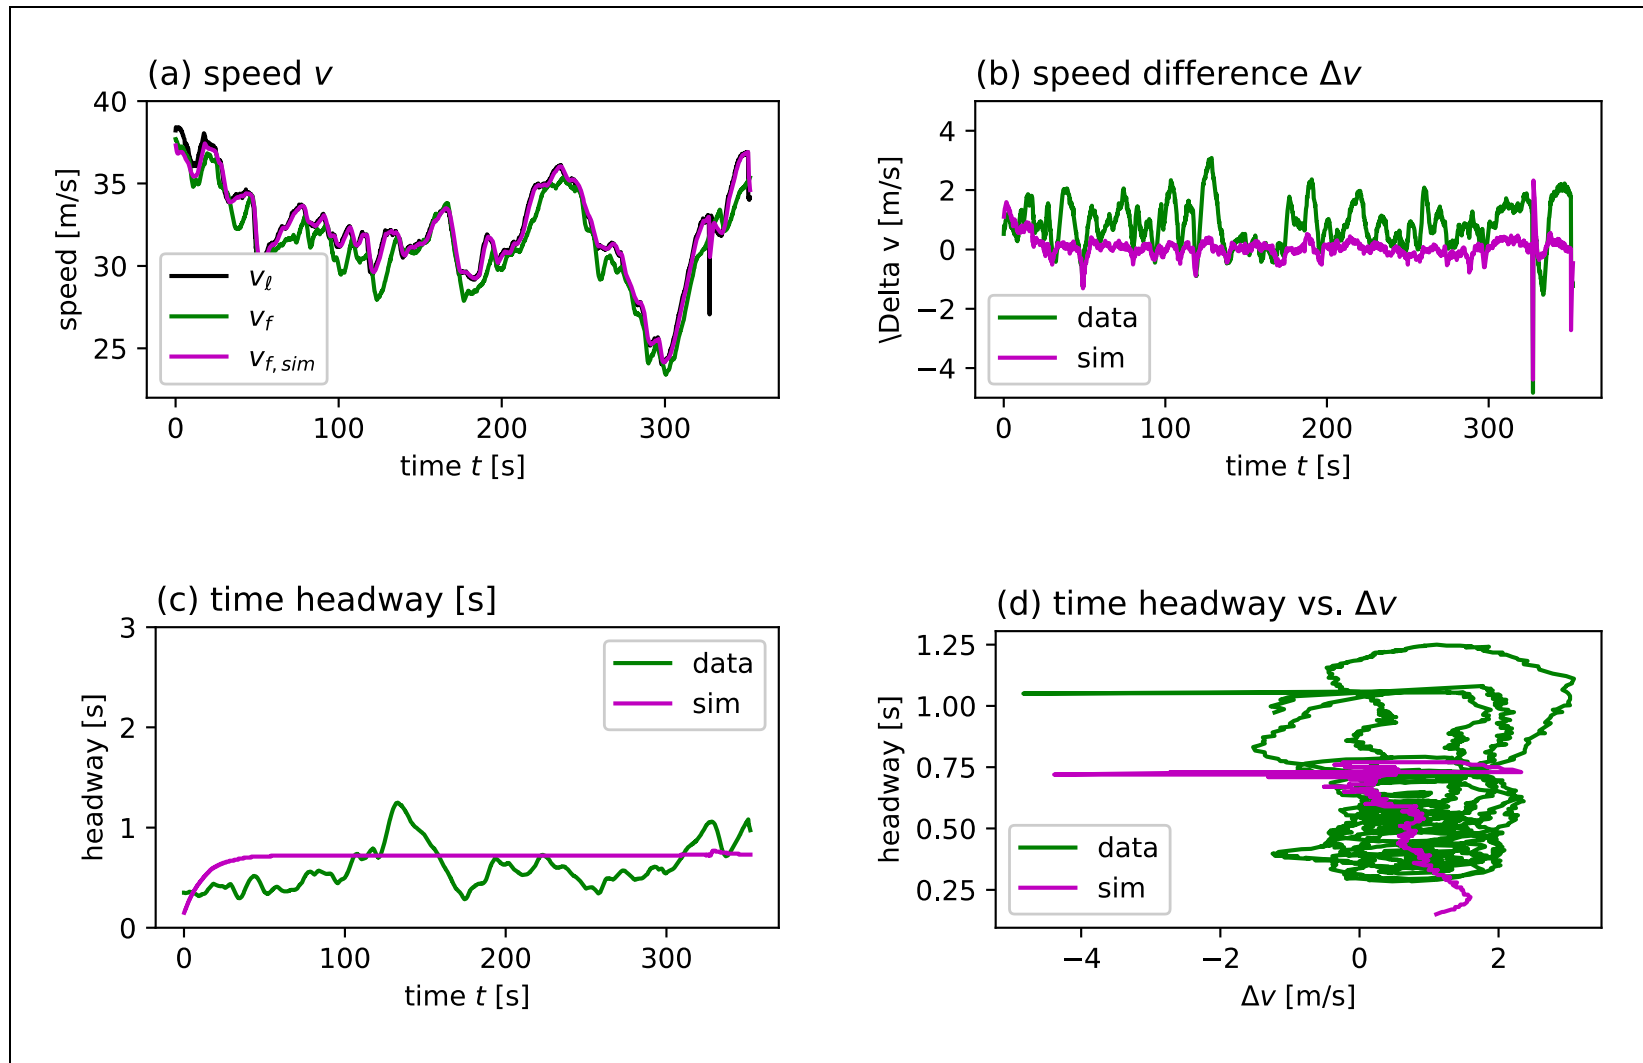 (a) speed v
40
35
30
25
speed [m/s]
v_ℓ
v_f
v_{f, sim}
0 100 200 300
time t [s]
(b) speed difference Δv
4
2
0
−2
−4
\Delta v [m/s]
data
sim
0 100 200 300
time t [s]
(c) time headway [s]
3
2
1
0
headway [s]
data
sim
0 100 200 300
time t [s]
(d) time headway vs. Δv
1.25
1.00
0.75
0.50
0.25
headway [s]
data
sim
−4 −2 0 2
Δv [m/s]